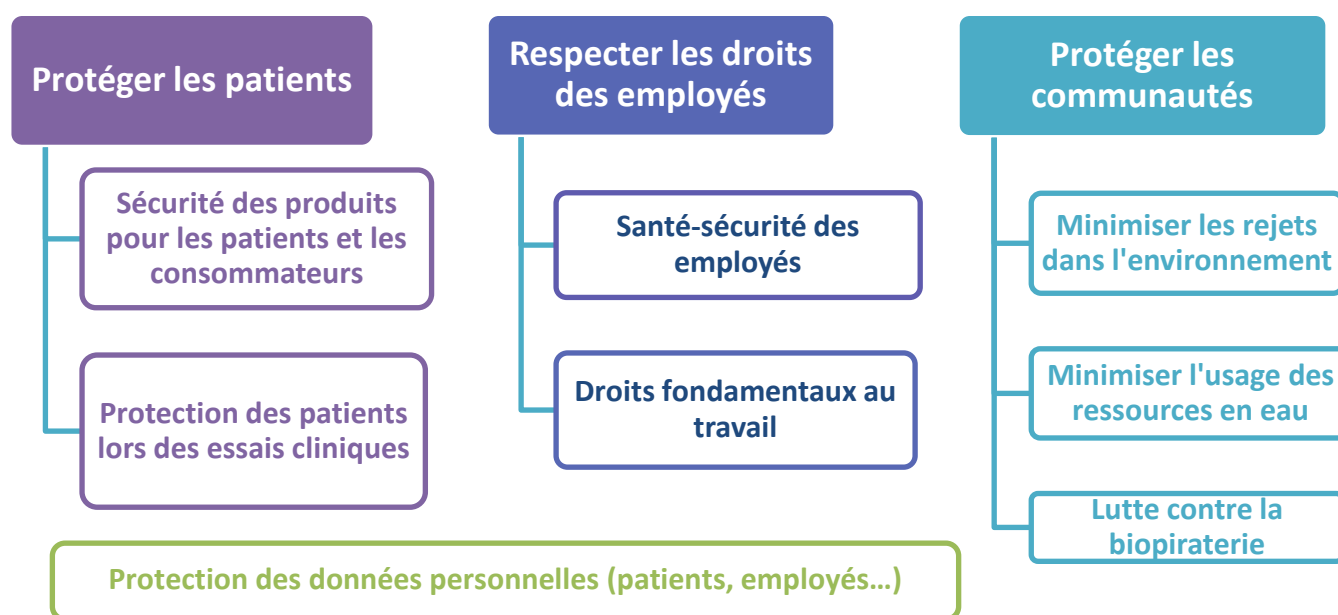 Protéger les patients
Sécurité des produits
pour les patients et les
consommateurs
Protection des patients
lors des essais cliniques
Respecter les droits
des employés
Santé-sécurité des
employés
Droits fondamentaux au
travail
Protéger les
communautés
Minimiser les rejets
dans l'environnement
Minimiser l'usage des
ressources en eau
Lutte contre la
biopiraterie
Protection des données personnelles (patients, employés…)